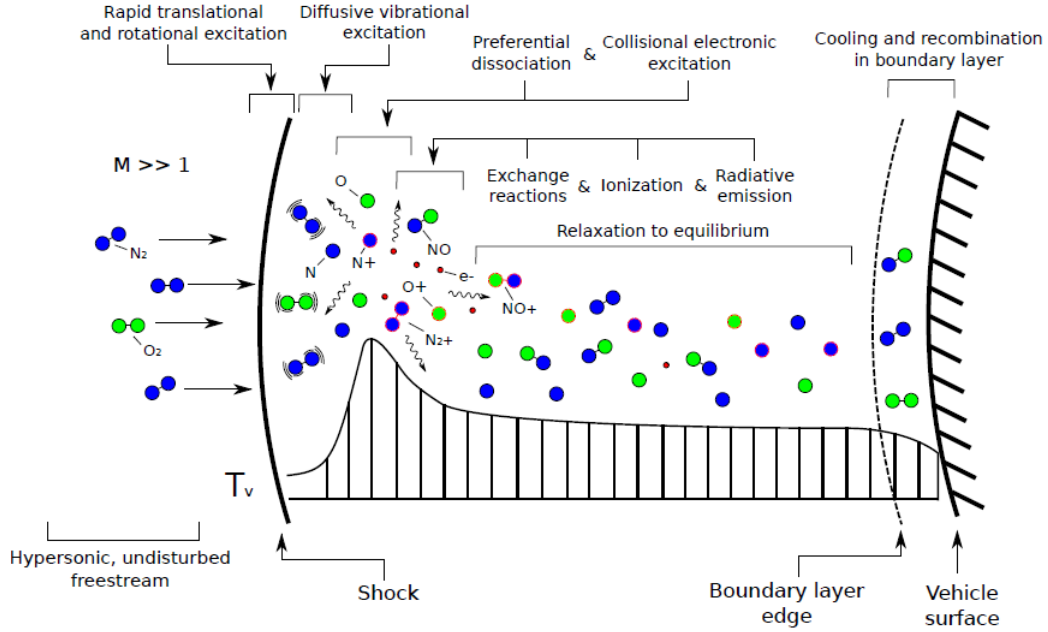 Rapid translational
and rotational excitation
Diffusive vibrational
excitation
Preferential
dissociation
&
Collisional electronic
excitation
Cooling and recombination
in boundary layer
M >> 1
Exchange
reactions
&
Ionization
&
Radiative
emission
Relaxation to equilibrium
O
N₂
N
N+
NO
e-
O+
NO+
O₂
N₂+
Tᵥ
Hypersonic, undisturbed
freestream
Shock
Boundary layer
edge
Vehicle
surface